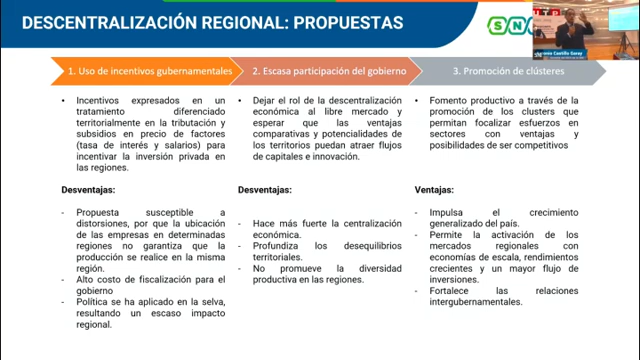 DESCENTRALIZACIÓN REGIONAL: PROPUESTAS
SN
1. Uso de incentivos gubernamentales
2. Escasa participación del gobierno
3. Promoción de clústeres
• Incentivos expresados en un
tratamiento diferenciado
territorialmente en la tributación y
subsidios en precio de factores
(tasa de interés y salarios) para
incentivar la inversión privada en
las regiones.
Desventajas:
- Propuesta susceptible a
distorsiones, por que la ubicación
de las empresas en determinadas
regiones no garantiza que la
producción se realice en la misma
región.
- Alto costo de fiscalización para el
gobierno
- Política se ha aplicado en la selva,
resultando un escaso impacto
regional.
• Dejar el rol de la descentralización
económica al libre mercado y
esperar que las ventajas
comparativas y potencialidades de
los territorios puedan atraer flujos
de capitales e innovación.
Desventajas:
- Hace más fuerte la centralización
económica.
- Profundiza los desequilibrios
territoriales.
- No promueve la diversidad
productiva en las regiones.
• Fomento productivo a través de la
promoción de los clusters que
permitan focalizar esfuerzos en
sectores con ventajas y
posibilidades de ser competitivos
Ventajas:
- Impulsa el crecimiento
generalizado del país.
- Permite la activación de los
mercados regionales con
economías de escala, rendimientos
crecientes y un mayor flujo de
inversiones.
- Fortalece las relaciones
intergubernamentales.
Castillo Garay